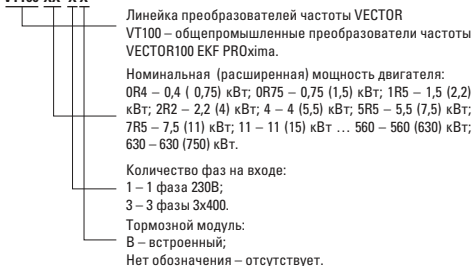 Линейка преобразователей частоты VECTOR
VT100 – общепромышленные преобразователи частоты
VECTOR100 EKF PROxima.
Номинальная (расширенная) мощность двигателя:
0R4 – 0,4 ( 0,75) кВт; 0R75 – 0,75 (1,5) кВт; 1R5 – 1,5 (2,2)
кВт; 2R2 – 2,2 (4) кВт; 4 – 4 (5,5) кВт; 5R5 – 5,5 (7,5) кВт;
7R5 – 7,5 (11) кВт; 11 – 11 (15) кВт … 560 – 560 (630) кВт;
630 – 630 (750) кВт.
Количество фаз на входе:
1 – 1 фаза 230В;
3 – 3 фазы 3х400.
Тормозной модуль:
В – встроенный;
Нет обозначения – отсутствует.